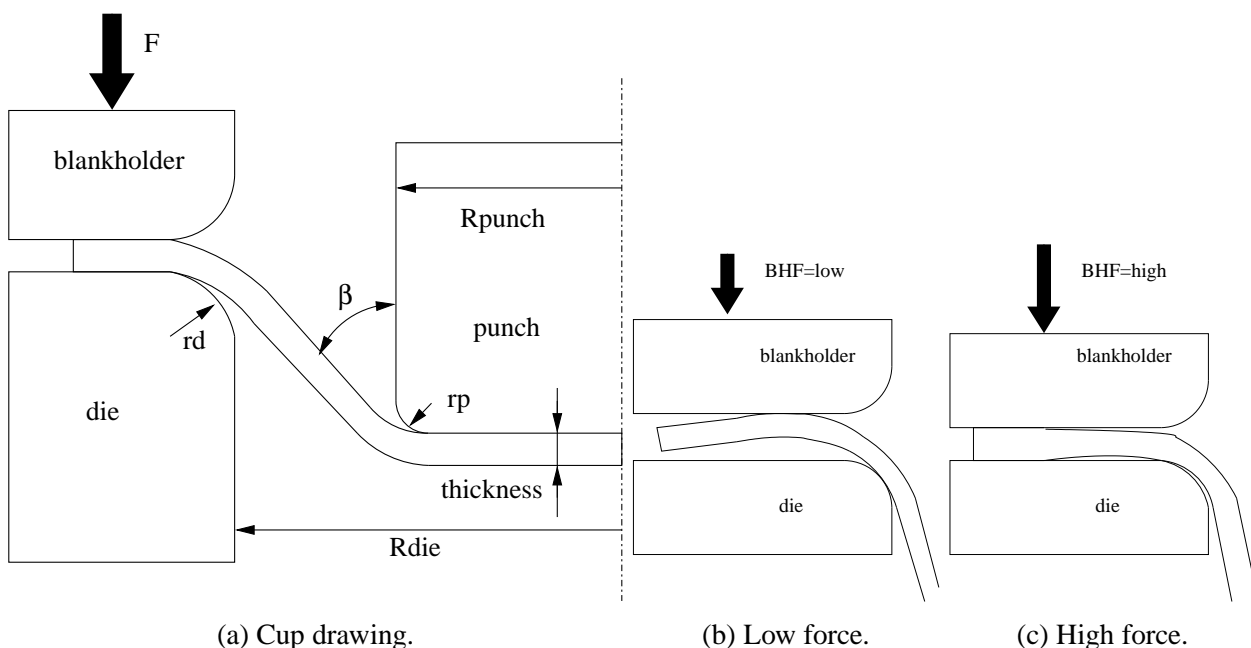 F
blankholder
Rpunch
β
punch
rd
rp
die
thickness
Rdie
(a) Cup drawing.
BHF=low
blankholder
die
(b) Low force.
BHF=high
blankholder
die
(c) High force.